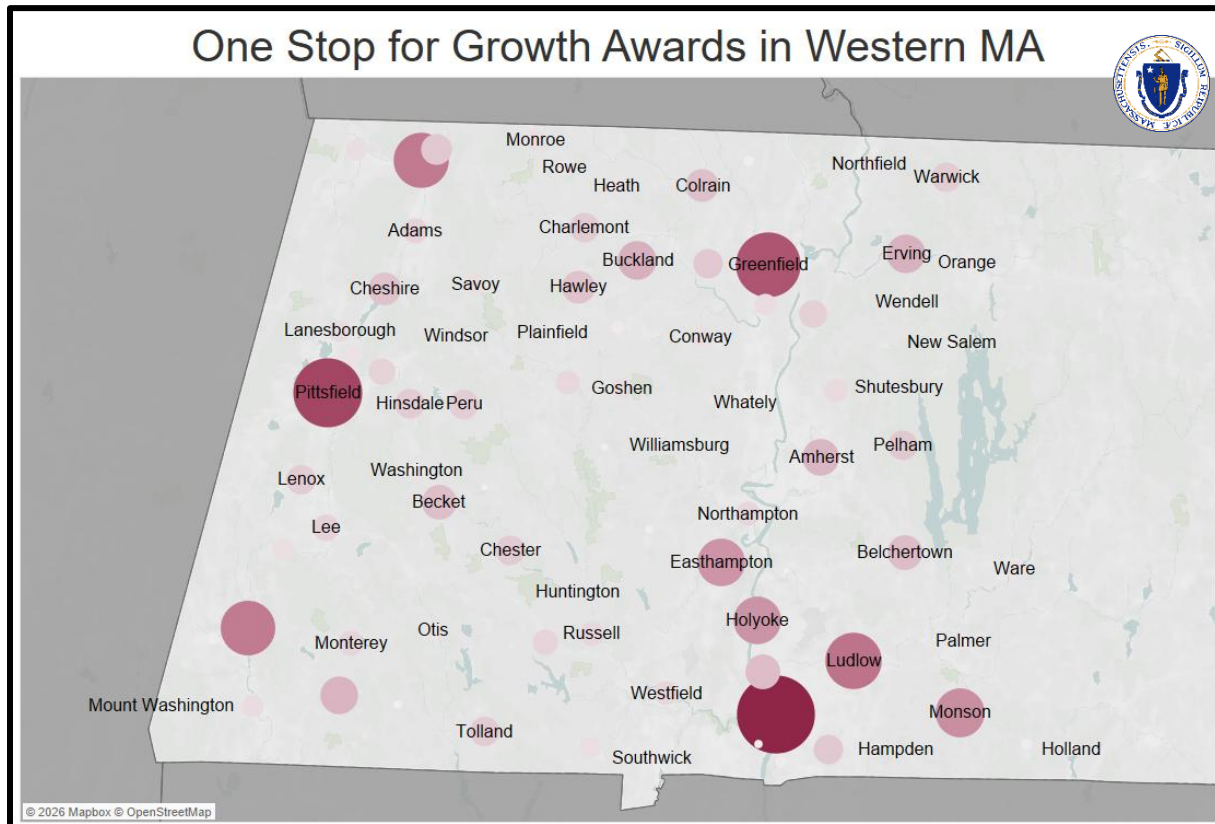 One Stop for Growth Awards in Western MA
MASSACHUSETTENSIS. SIGILLUM REIPUBLICÆ
Monroe
Northfield
Rowe
Warwick
Heath
Colrain
Adams
Charlemont
Buckland
Greenfield
Erving
Orange
Cheshire
Savoy
Hawley
Wendell
Lanesborough
Windsor
Plainfield
Conway
New Salem
Pittsfield
Goshen
Shutesbury
Hinsdale
Peru
Whately
Williamsburg
Pelham
Amherst
Washington
Lenox
Becket
Northampton
Lee
Chester
Belchertown
Easthampton
Ware
Huntington
Holyoke
Otis
Russell
Monterey
Palmer
Ludlow
Westfield
Mount Washington
Monson
Tolland
Hampden
Holland
Southwick
© 2026 Mapbox © OpenStreetMap